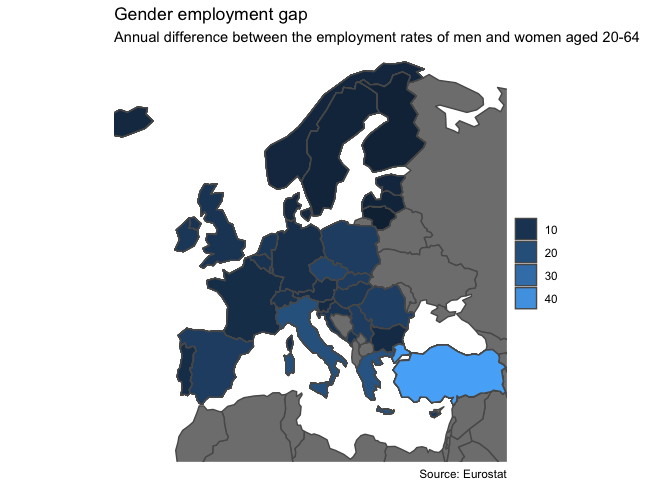 Gender employment gap
Annual difference between the employment rates of men and women aged 20-64
10
20
30
40
Source: Eurostat